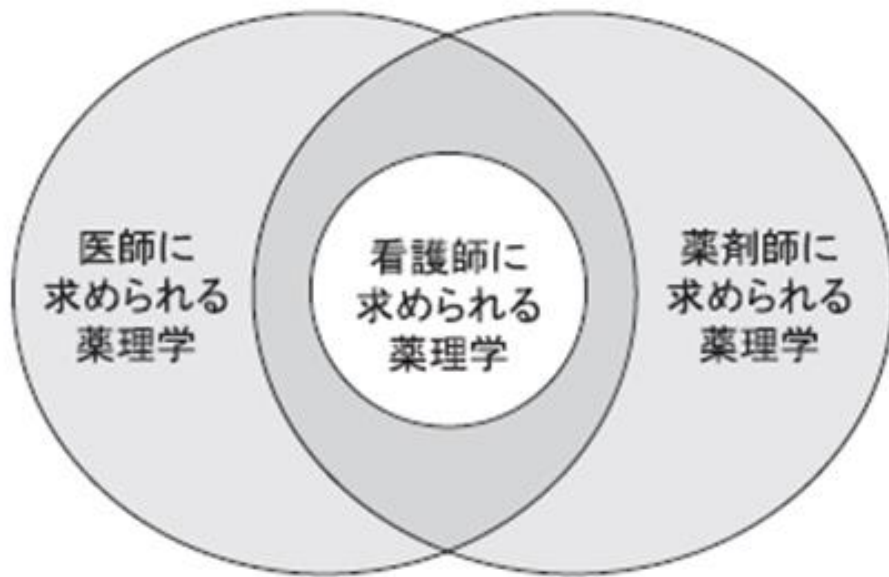 医師に
求められる
薬理学
看護師に
求められる
薬理学
薬剤師に
求められる
薬理学